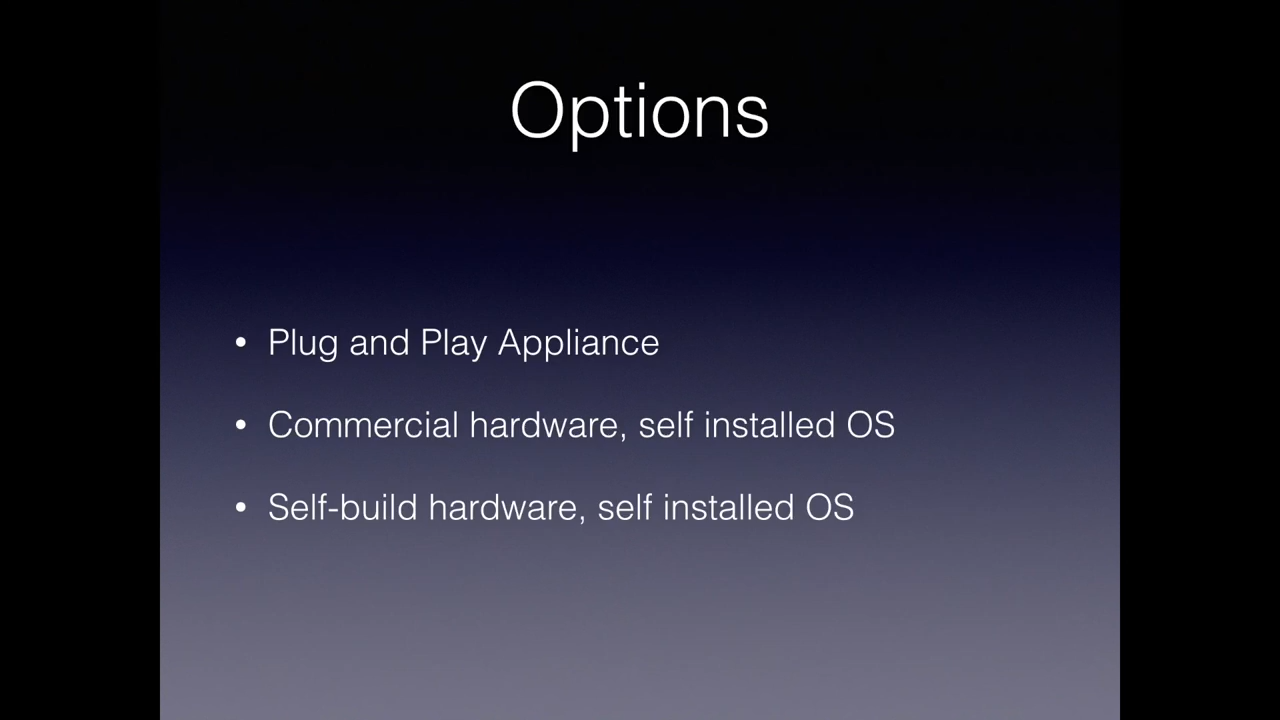 Options
• Plug and Play Appliance
• Commercial hardware, self installed OS
• Self-build hardware, self installed OS